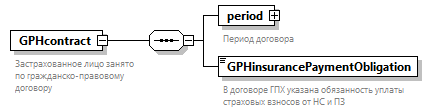 period
Период договора
GPHcontract
Застрахованное лицо занято
по гражданско-правовому
договору
GPHinsurancePaymentObligation
В договоре ГПХ указана обязанность уплаты
страховых взносов от НС и ПЗ